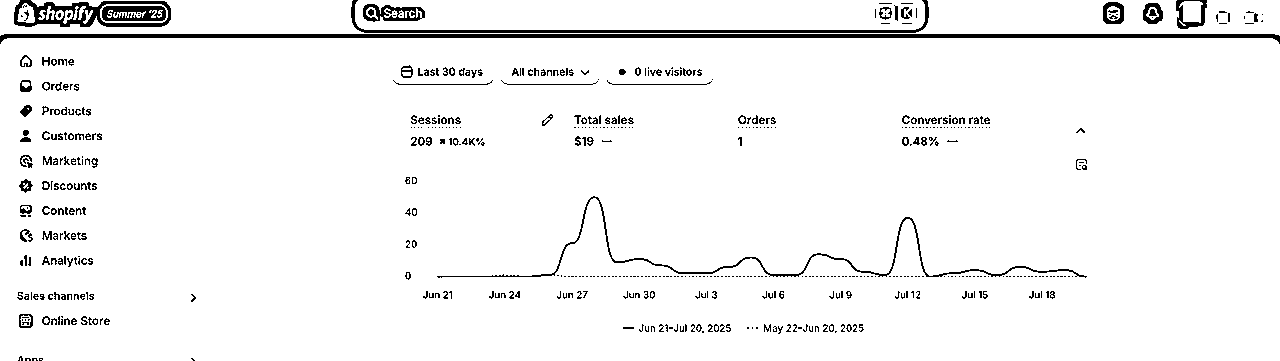 shopify Summer '25
Search
K
Home
Orders
Products
Customers
Marketing
Discounts
Content
Markets
Analytics
Sales channels
Online Store
Apps
Last 30 days All channels 0 live visitors
Sessions Total sales Orders Conversion rate
209 10.4K% $19 — 1 0.48% —
60
40
20
0
Jun 21 Jun 24 Jun 27 Jun 30 Jul 3 Jul 6 Jul 9 Jul 12 Jul 15 Jul 18
Jun 21–Jul 20, 2025 May 22–Jun 20, 2025